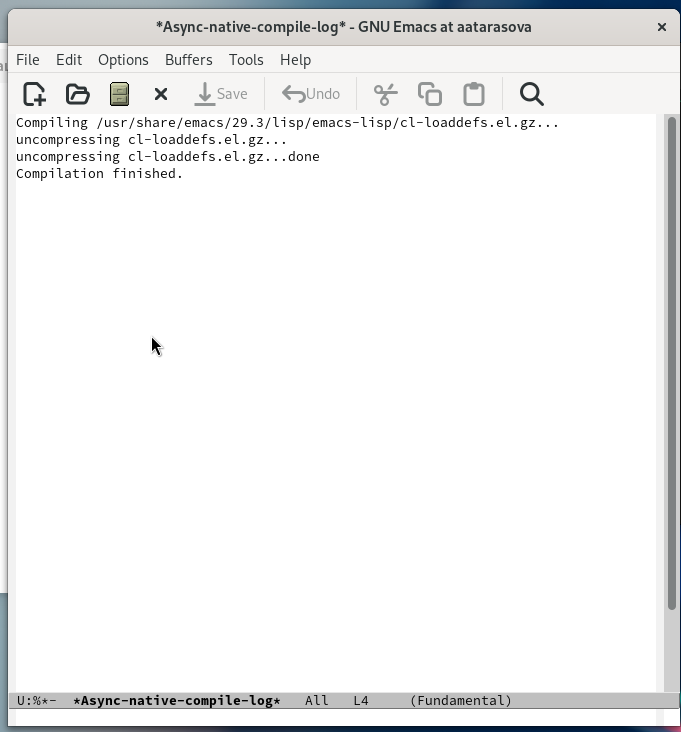 *Async-native-compile-log* - GNU Emacs at aatarasova
File Edit Options Buffers Tools Help
Save Undo
Compiling /usr/share/emacs/29.3/lisp/emacs-lisp/cl-loaddefs.el.gz...
uncompressing cl-loaddefs.el.gz...
uncompressing cl-loaddefs.el.gz...done
Compilation finished.
U:%*- *Async-native-compile-log* All L4 (Fundamental)